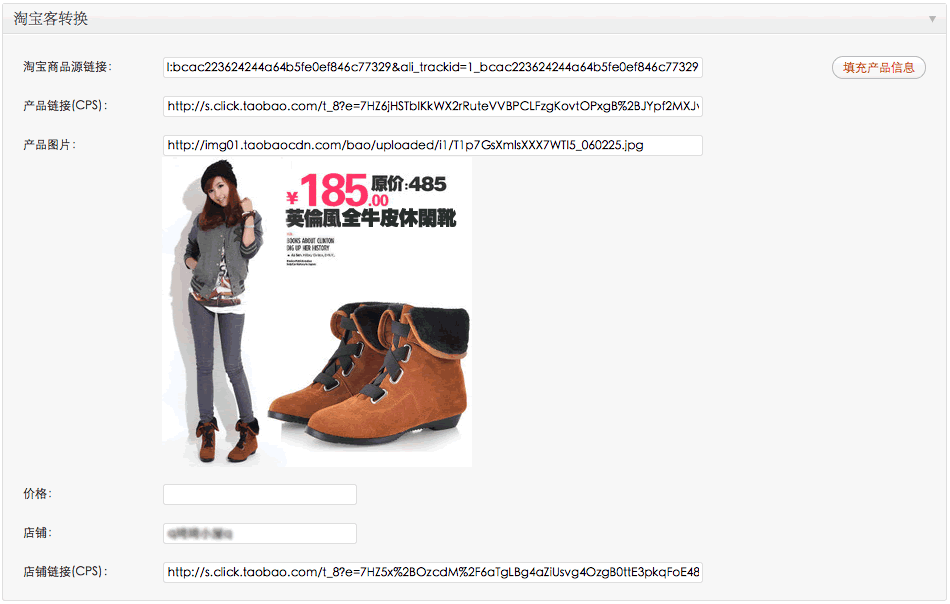 淘宝客转换
淘宝商品源链接:
l:bcac223624244a64b5fe0ef846c77329&ali_trackid=1_bcac223624244a64b5fe0ef846c77329
填充产品信息
产品链接(CPS):
http://s.click.taobao.com/t_8?e=7HZ6jHSTbIKkWX2rRuteVVBPCLFzgKovtOPxgB%2BJYpf2MXJv
产品图片:
http://img01.taobaocdn.com/bao/uploaded/i1/T1p7GsXmlsXXX7WTI5_060225.jpg
¥185.00
原价:485
英倫風全牛皮休閑靴
LOOKS ABOUT CLINTON
DIG UP HER HISTORY
价格:
店铺:
店铺链接(CPS):
http://s.click.taobao.com/t_8?e=7HZ5x%2BOzcdM%2F6aTgLBg4aZiUsvg4OzgB0ttE3pkqFoE48